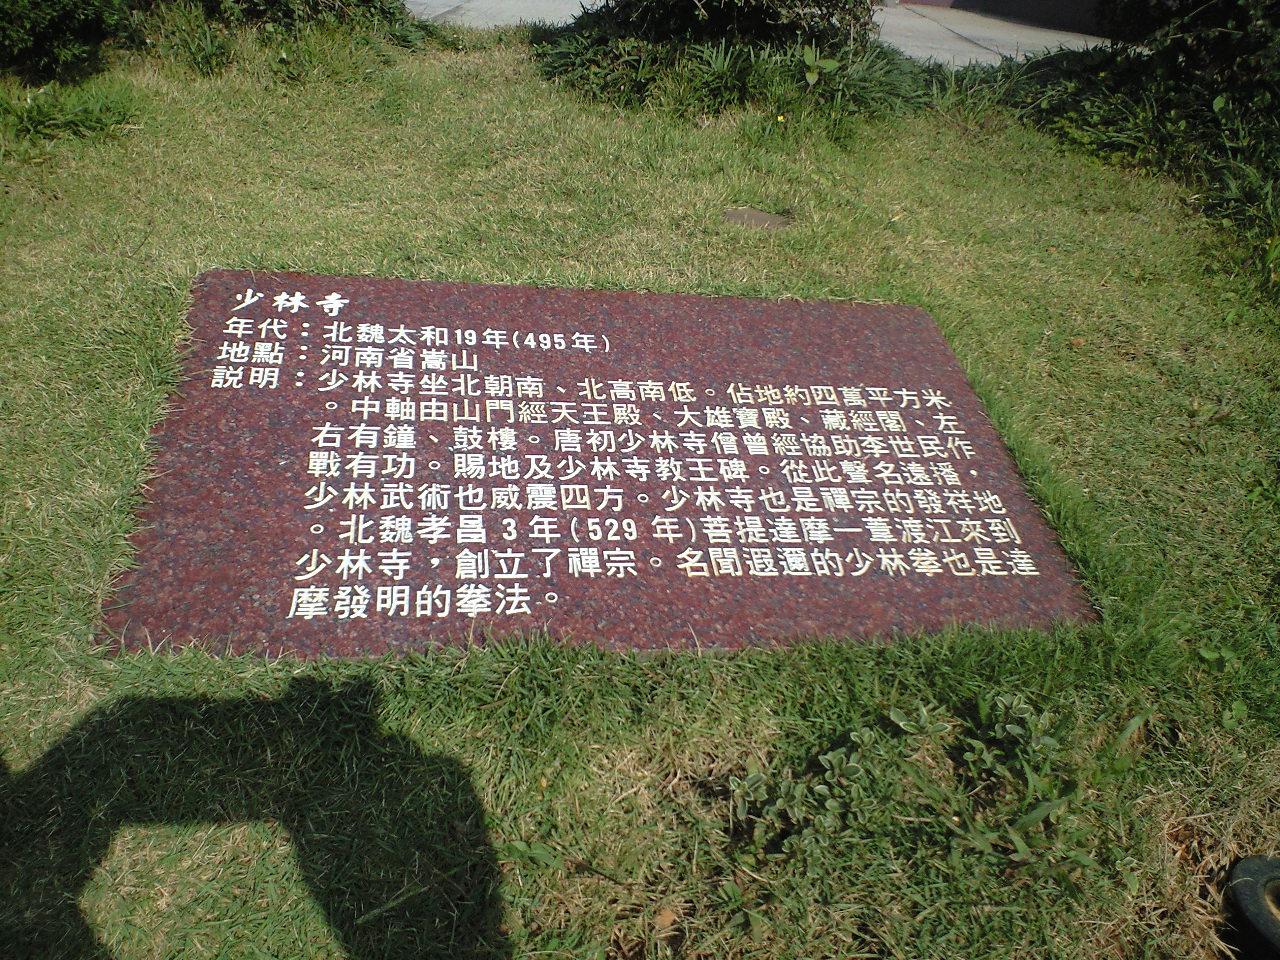 少林寺
年代：北魏太和19年(495年)
地點：河南省嵩山
說明：少林寺坐北朝南、北高南低。佔地約四萬平方米
。中軸由山門經天王殿、大雄寶殿、藏經閣、左
右有鐘、鼓樓。唐初少林寺僧曾經協助李世民作
戰有功。賜地及少林寺教王碑。從此聲名遠播，
少林武術也威震四方。少林寺也是禪宗的發祥地
。北魏孝昌3年(529年)菩提達摩一葦渡江來到
少林寺，創立了禪宗。名聞遐邇的少林拳也是達
摩發明的拳法。